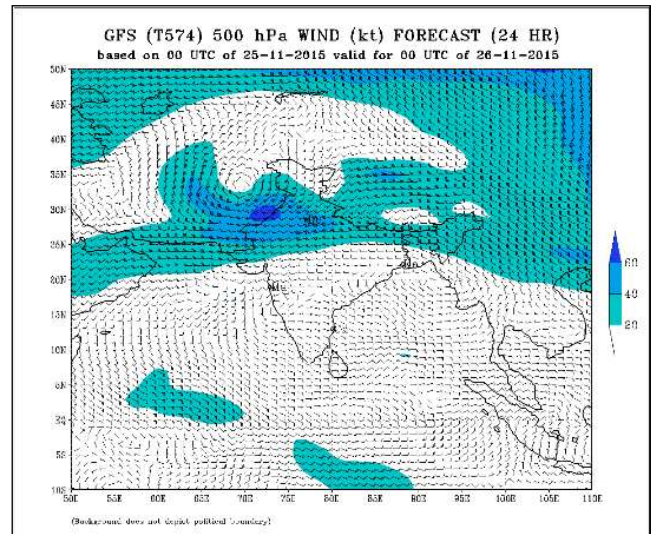 GFS (T574) 500 hPa WIND (kt) FORECAST (24 HR)
based on 00 UTC of 25-11-2015 valid for 00 UTC of 26-11-2015
50N
45N
40N
35N
30N
25N
20N
15N
10N
5N
EQ
5S
10S
50E 55E 60E 65E 70E 75E 80E 85E 90E 95E 100E 105E 110E
60
40
20
(Background does not depict political boundary)